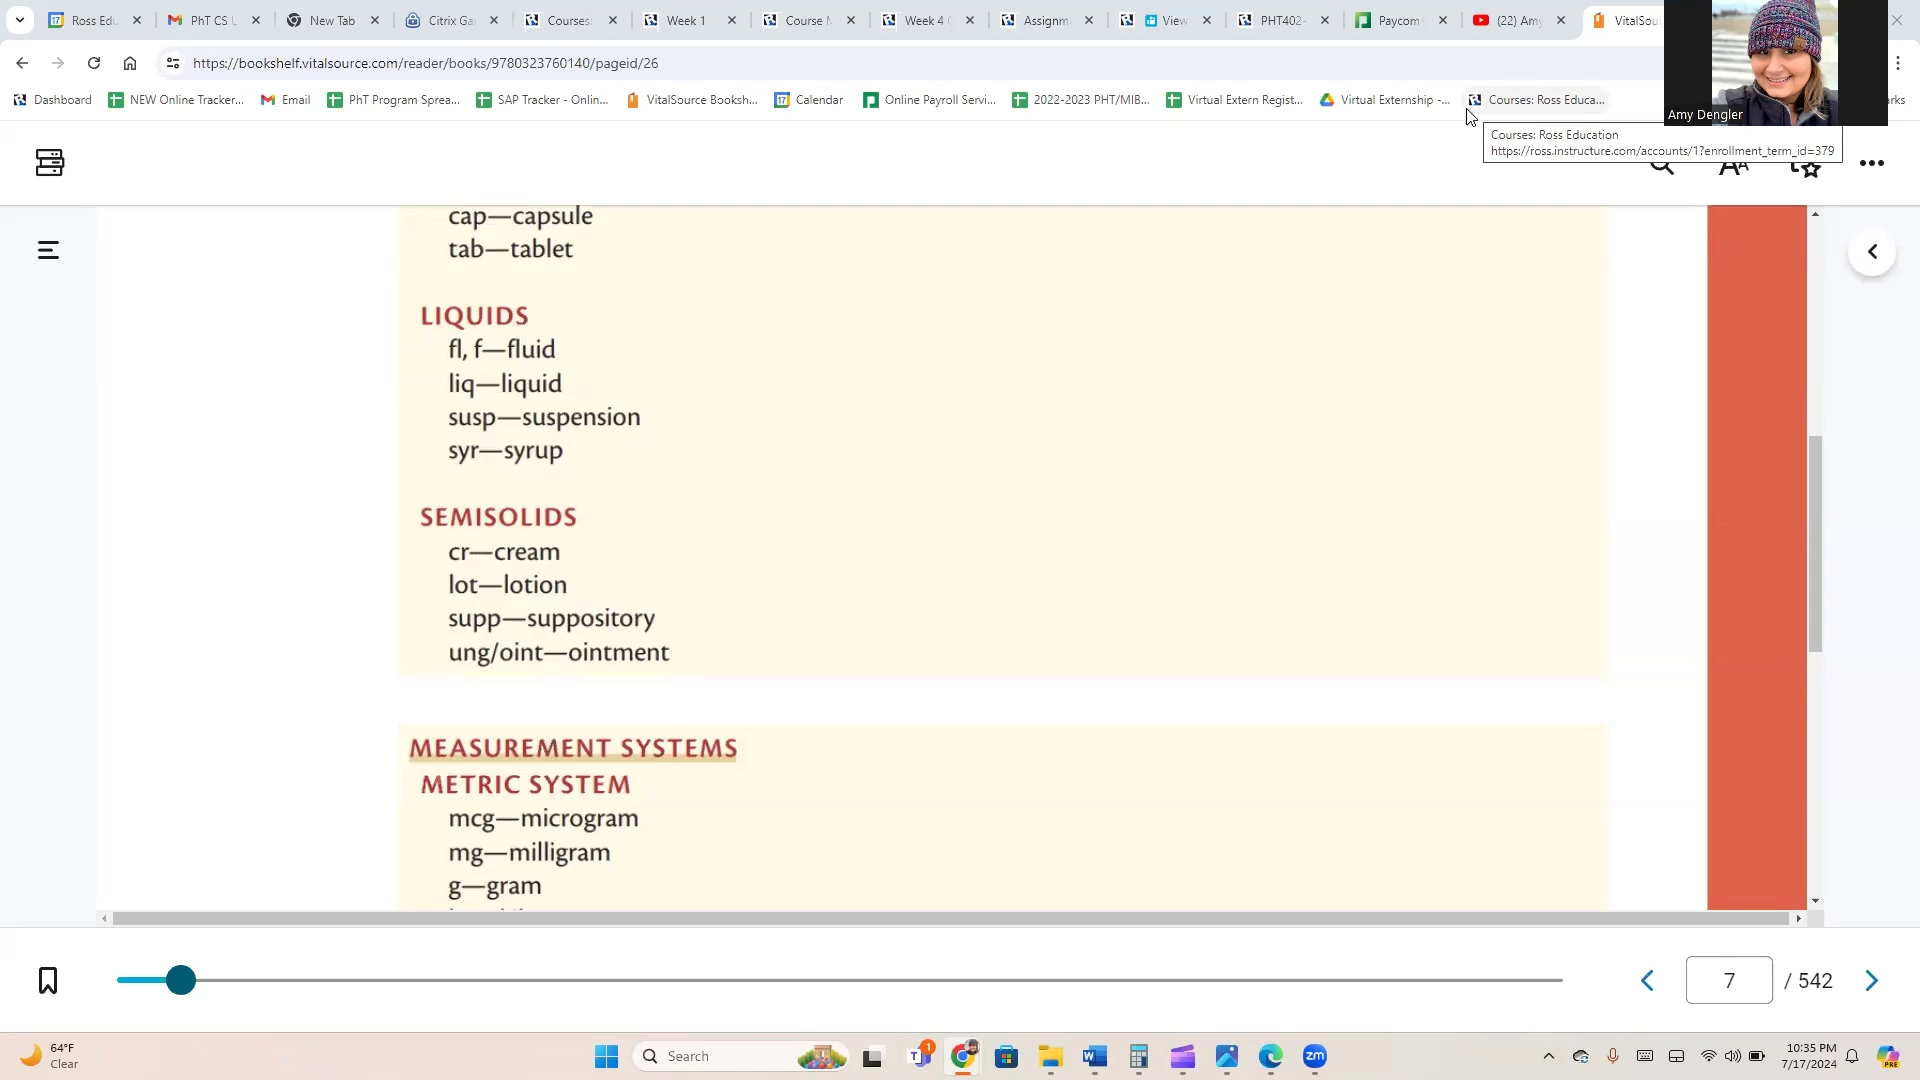 Ross Edu
PhT CS U
New Tab
Citrix Ga
Courses:
Week 1
Course M
Week 4 C
Assignm
View
PHT402-
Paycom
(22) Amy
VitalSou
https://bookshelf.vitalsource.com/reader/books/9780323760140/pageid/26
Dashboard
NEW Online Tracker...
Email
PhT Program Sprea...
SAP Tracker - Onlin...
VitalSource Booksh...
Calendar
Online Payroll Servi...
2022-2023 PHT/MIB...
Virtual Extern Regist...
Virtual Externship -...
Courses: Ross Educa...
Amy Dengler
Courses: Ross Education
https://ross.instructure.com/accounts/1?enrollment_term_id=379
cap—capsule
tab—tablet
LIQUIDS
fl, f—fluid
liq—liquid
susp—suspension
syr—syrup
SEMISOLIDS
cr—cream
lot—lotion
supp—suppository
ung/oint—ointment
MEASUREMENT SYSTEMS
METRIC SYSTEM
mcg—microgram
mg—milligram
g—gram
7 / 542
64°F
Clear
Search
1
zm
10:35 PM
7/17/2024
PRE